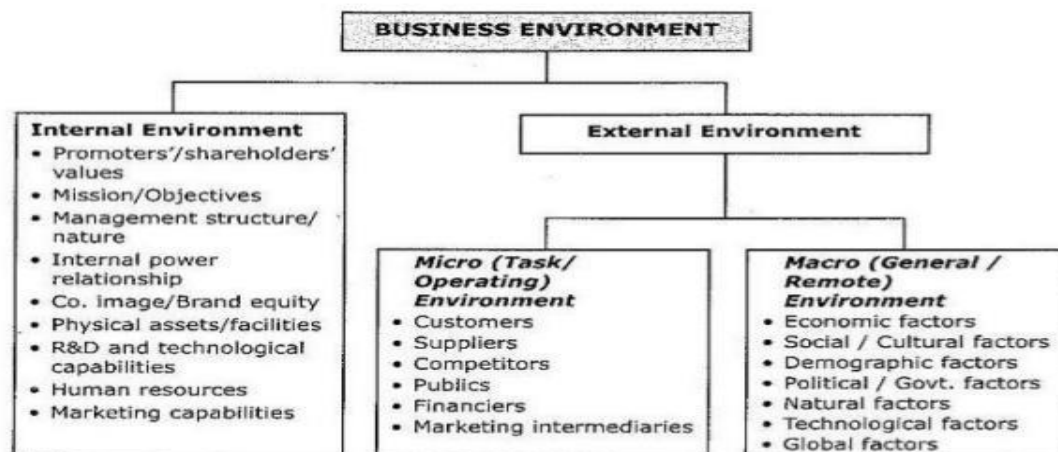 BUSINESS ENVIRONMENT
Internal Environment
• Promoters'/shareholders'
values
• Mission/Objectives
• Management structure/
nature
• Internal power
relationship
• Co. image/Brand equity
• Physical assets/facilities
• R&D and technological
capabilities
• Human resources
• Marketing capabilities
External Environment
Micro (Task/
Operating)
Environment
• Customers
• Suppliers
• Competitors
• Publics
• Financiers
• Marketing intermediaries
Macro (General /
Remote)
Environment
• Economic factors
• Social / Cultural factors
• Demographic factors
• Political / Govt. factors
• Natural factors
• Technological factors
• Global factors